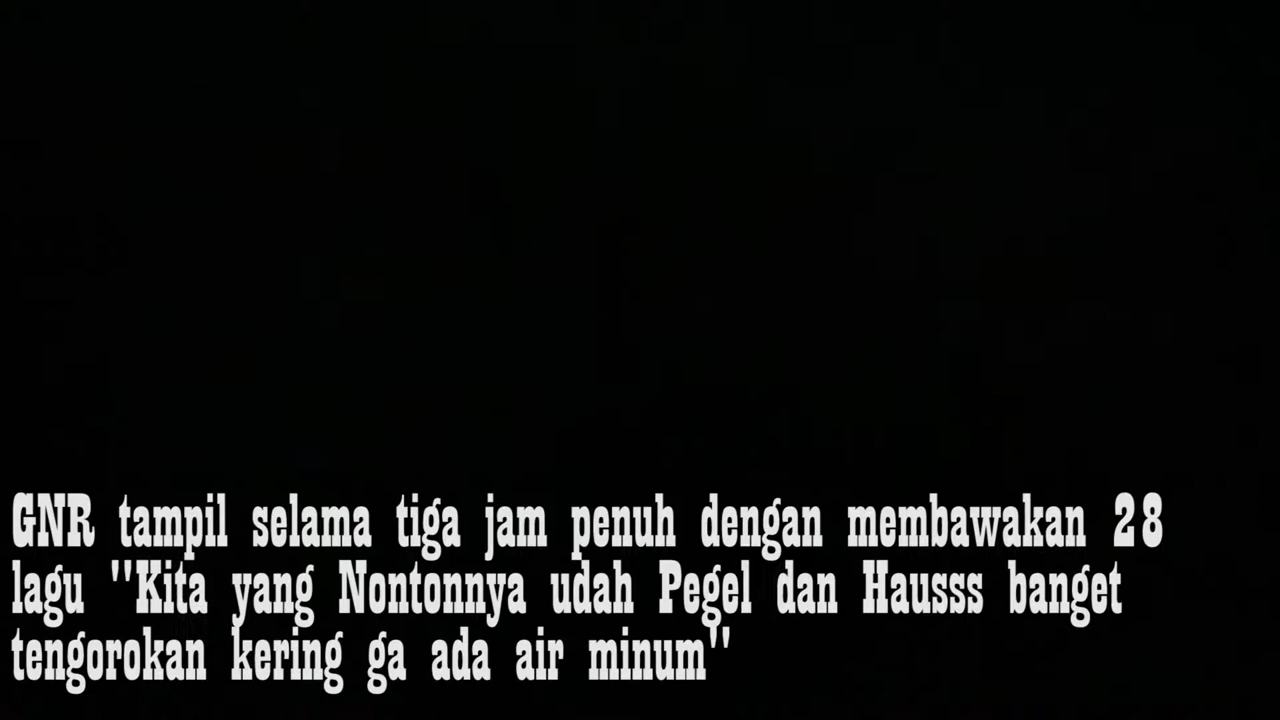 GNR tampil selama tiga jam penuh dengan membawakan 28
lagu "Kita yang Nontonnya udah Pegel dan Hausss banget
tengorokan kering ga ada air minum"